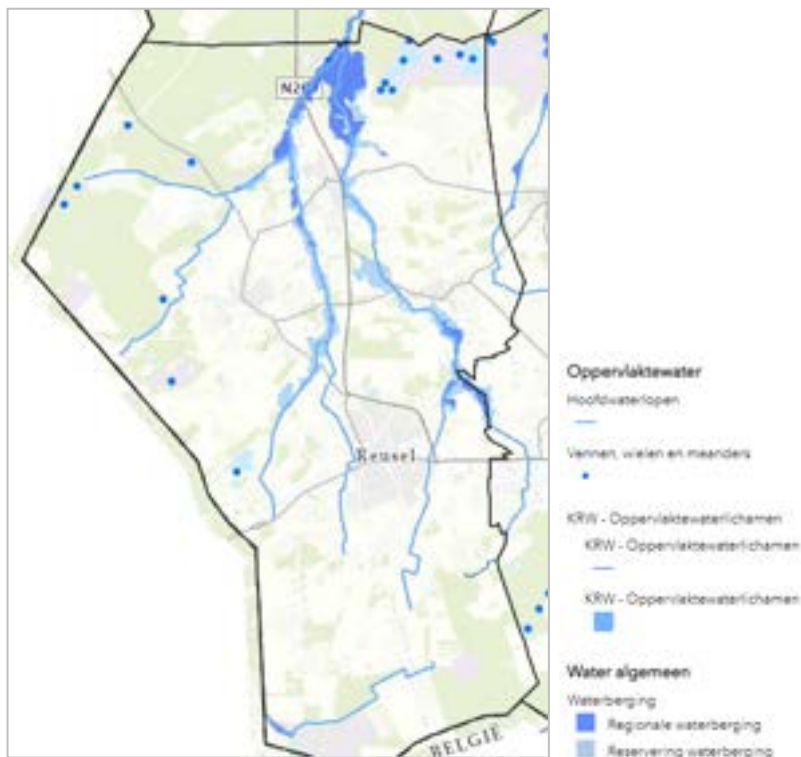 Reusel
BELGIE
Oppervlaktewater
Hoofdwaterlopen
Vennen, wielen en meanders
KRW - Oppervlaktewaterlichamen
KRW - Oppervlaktewaterlichamen
KRW - Oppervlaktewaterlichamen
Water algemeen
Waterberging
Regionale waterberging
Reservering waterberging